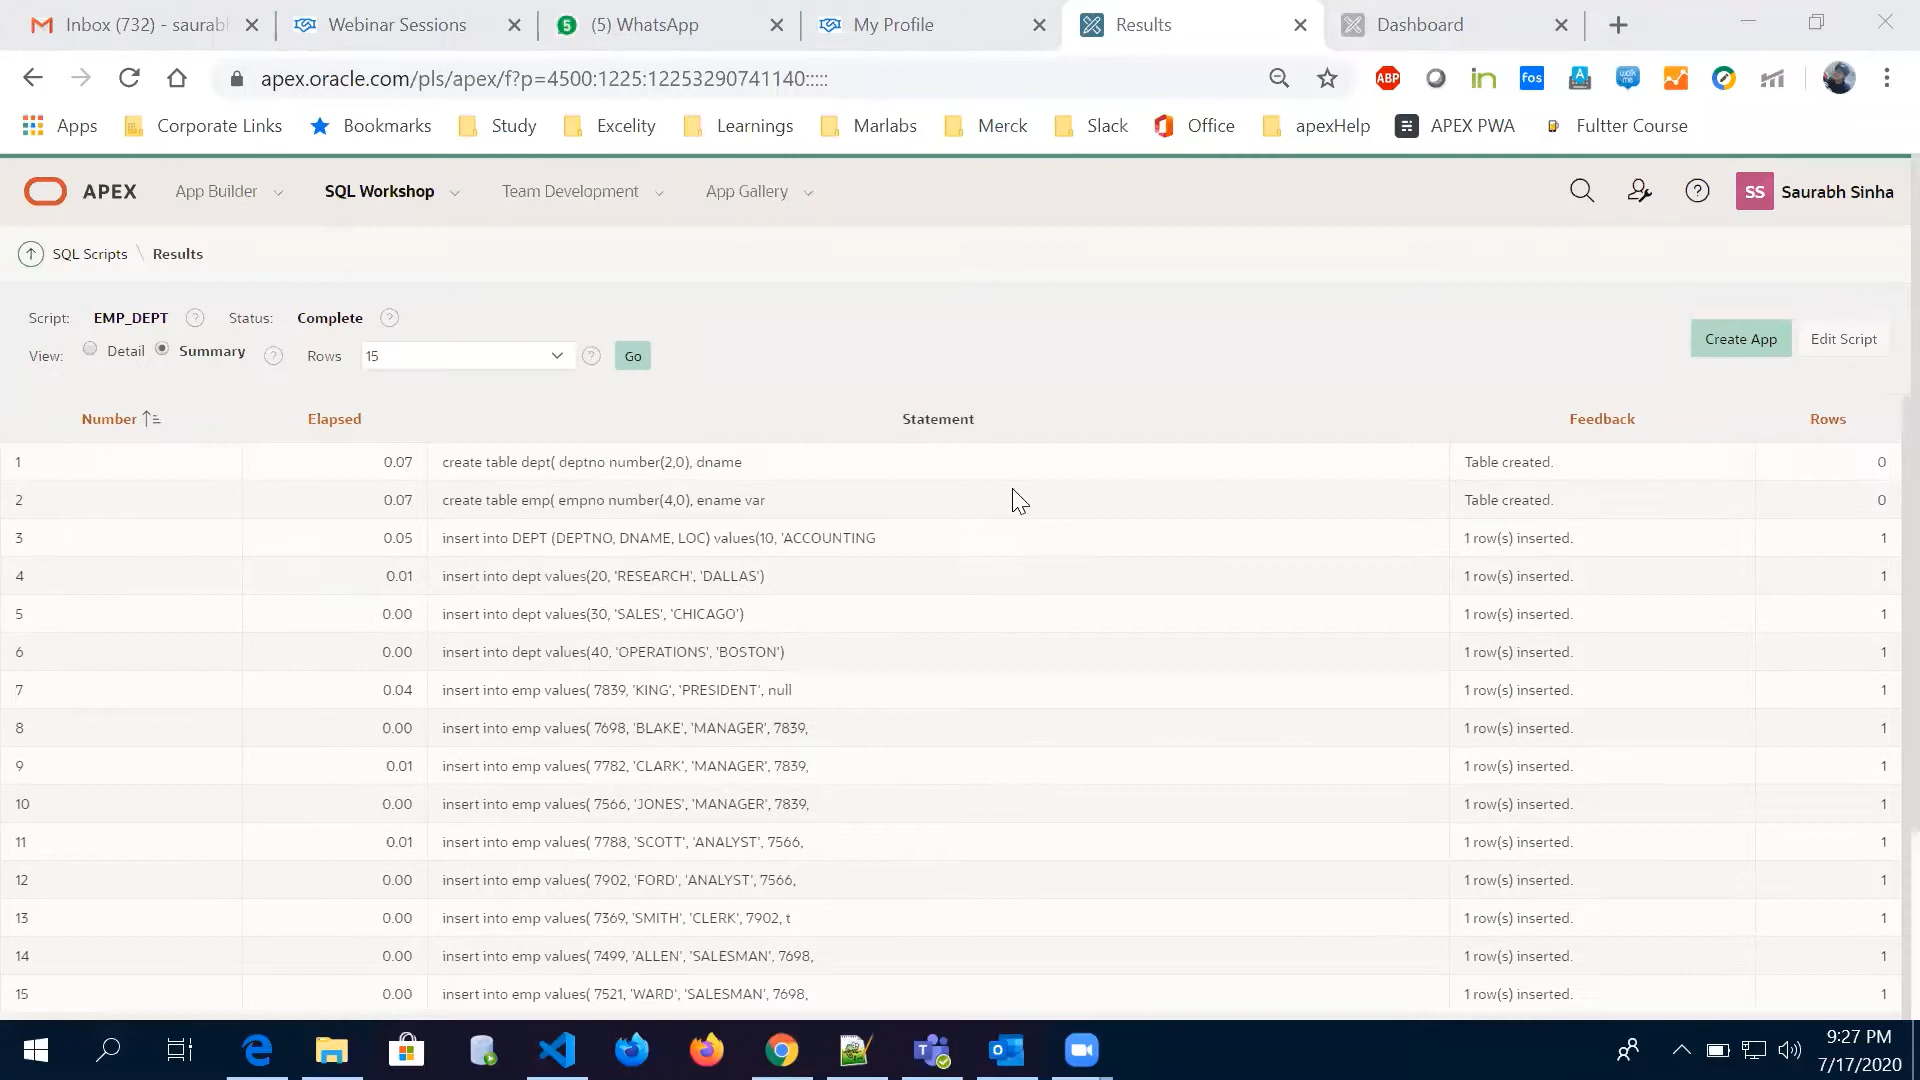 Inbox (732) - saurabh Webinar Sessions (5) WhatsApp My Profile Results Dashboard
apex.oracle.com/pls/apex/f?p=4500:1225:12253290741140:::::
Apps Corporate Links Bookmarks Study Excelity Learnings Marlabs Merck Slack Office apexHelp APEX PWA Fultter Course
APEX App Builder SQL Workshop Team Development App Gallery SS Saurabh Sinha
SQL Scripts \ Results
Script: EMP_DEPT Status: Complete
View: Detail Summary Rows 15 Go Create App Edit Script
Number Elapsed Statement Feedback Rows
1 0.07 create table dept( deptno number(2,0), dname Table created. 0
2 0.07 create table emp( empno number(4,0), ename var Table created. 0
3 0.05 insert into DEPT (DEPTNO, DNAME, LOC) values(10, 'ACCOUNTING 1 row(s) inserted. 1
4 0.01 insert into dept values(20, 'RESEARCH', 'DALLAS') 1 row(s) inserted. 1
5 0.00 insert into dept values(30, 'SALES', 'CHICAGO') 1 row(s) inserted. 1
6 0.00 insert into dept values(40, 'OPERATIONS', 'BOSTON') 1 row(s) inserted. 1
7 0.04 insert into emp values( 7839, 'KING', 'PRESIDENT', null 1 row(s) inserted. 1
8 0.00 insert into emp values( 7698, 'BLAKE', 'MANAGER', 7839, 1 row(s) inserted. 1
9 0.01 insert into emp values( 7782, 'CLARK', 'MANAGER', 7839, 1 row(s) inserted. 1
10 0.00 insert into emp values( 7566, 'JONES', 'MANAGER', 7839, 1 row(s) inserted. 1
11 0.01 insert into emp values( 7788, 'SCOTT', 'ANALYST', 7566, 1 row(s) inserted. 1
12 0.00 insert into emp values( 7902, 'FORD', 'ANALYST', 7566, 1 row(s) inserted. 1
13 0.00 insert into emp values( 7369, 'SMITH', 'CLERK', 7902, t 1 row(s) inserted. 1
14 0.00 insert into emp values( 7499, 'ALLEN', 'SALESMAN', 7698, 1 row(s) inserted. 1
15 0.00 insert into emp values( 7521, 'WARD', 'SALESMAN', 7698, 1 row(s) inserted. 1
9:27 PM
7/17/2020